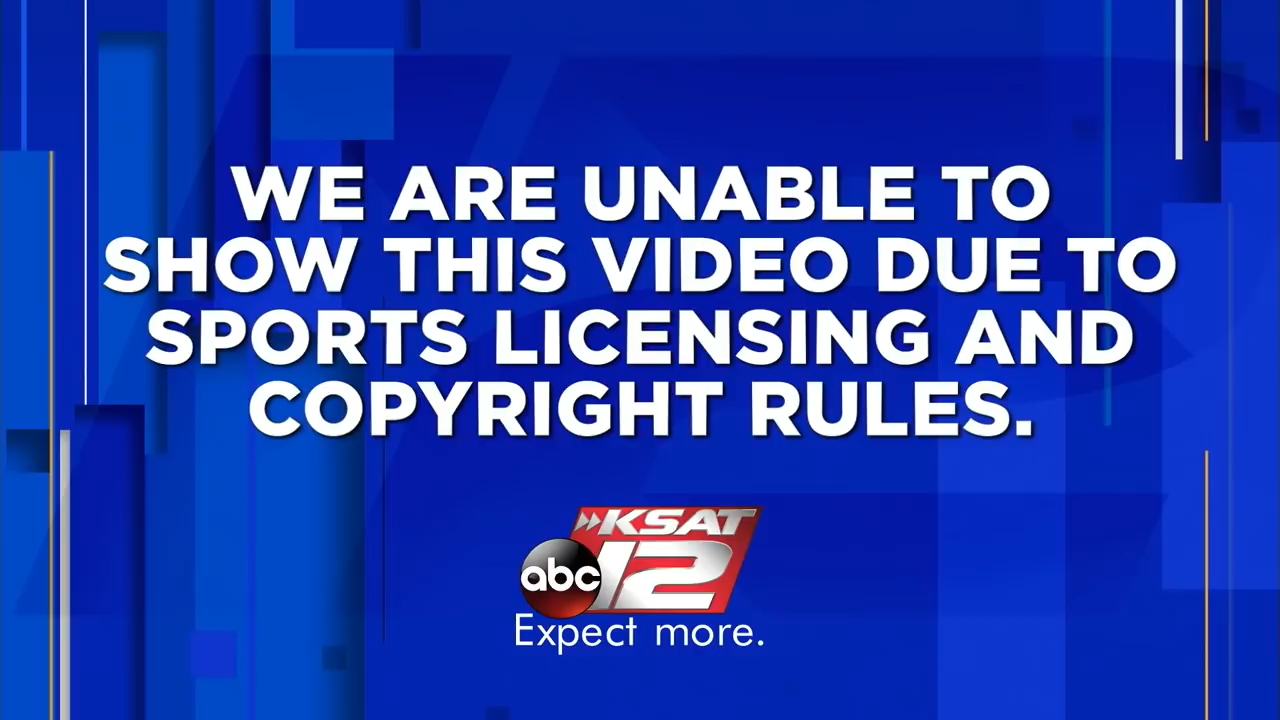 WE ARE UNABLE TO
SHOW THIS VIDEO DUE TO
SPORTS LICENSING AND
COPYRIGHT RULES.
KSAT
abc 12
Expect more.